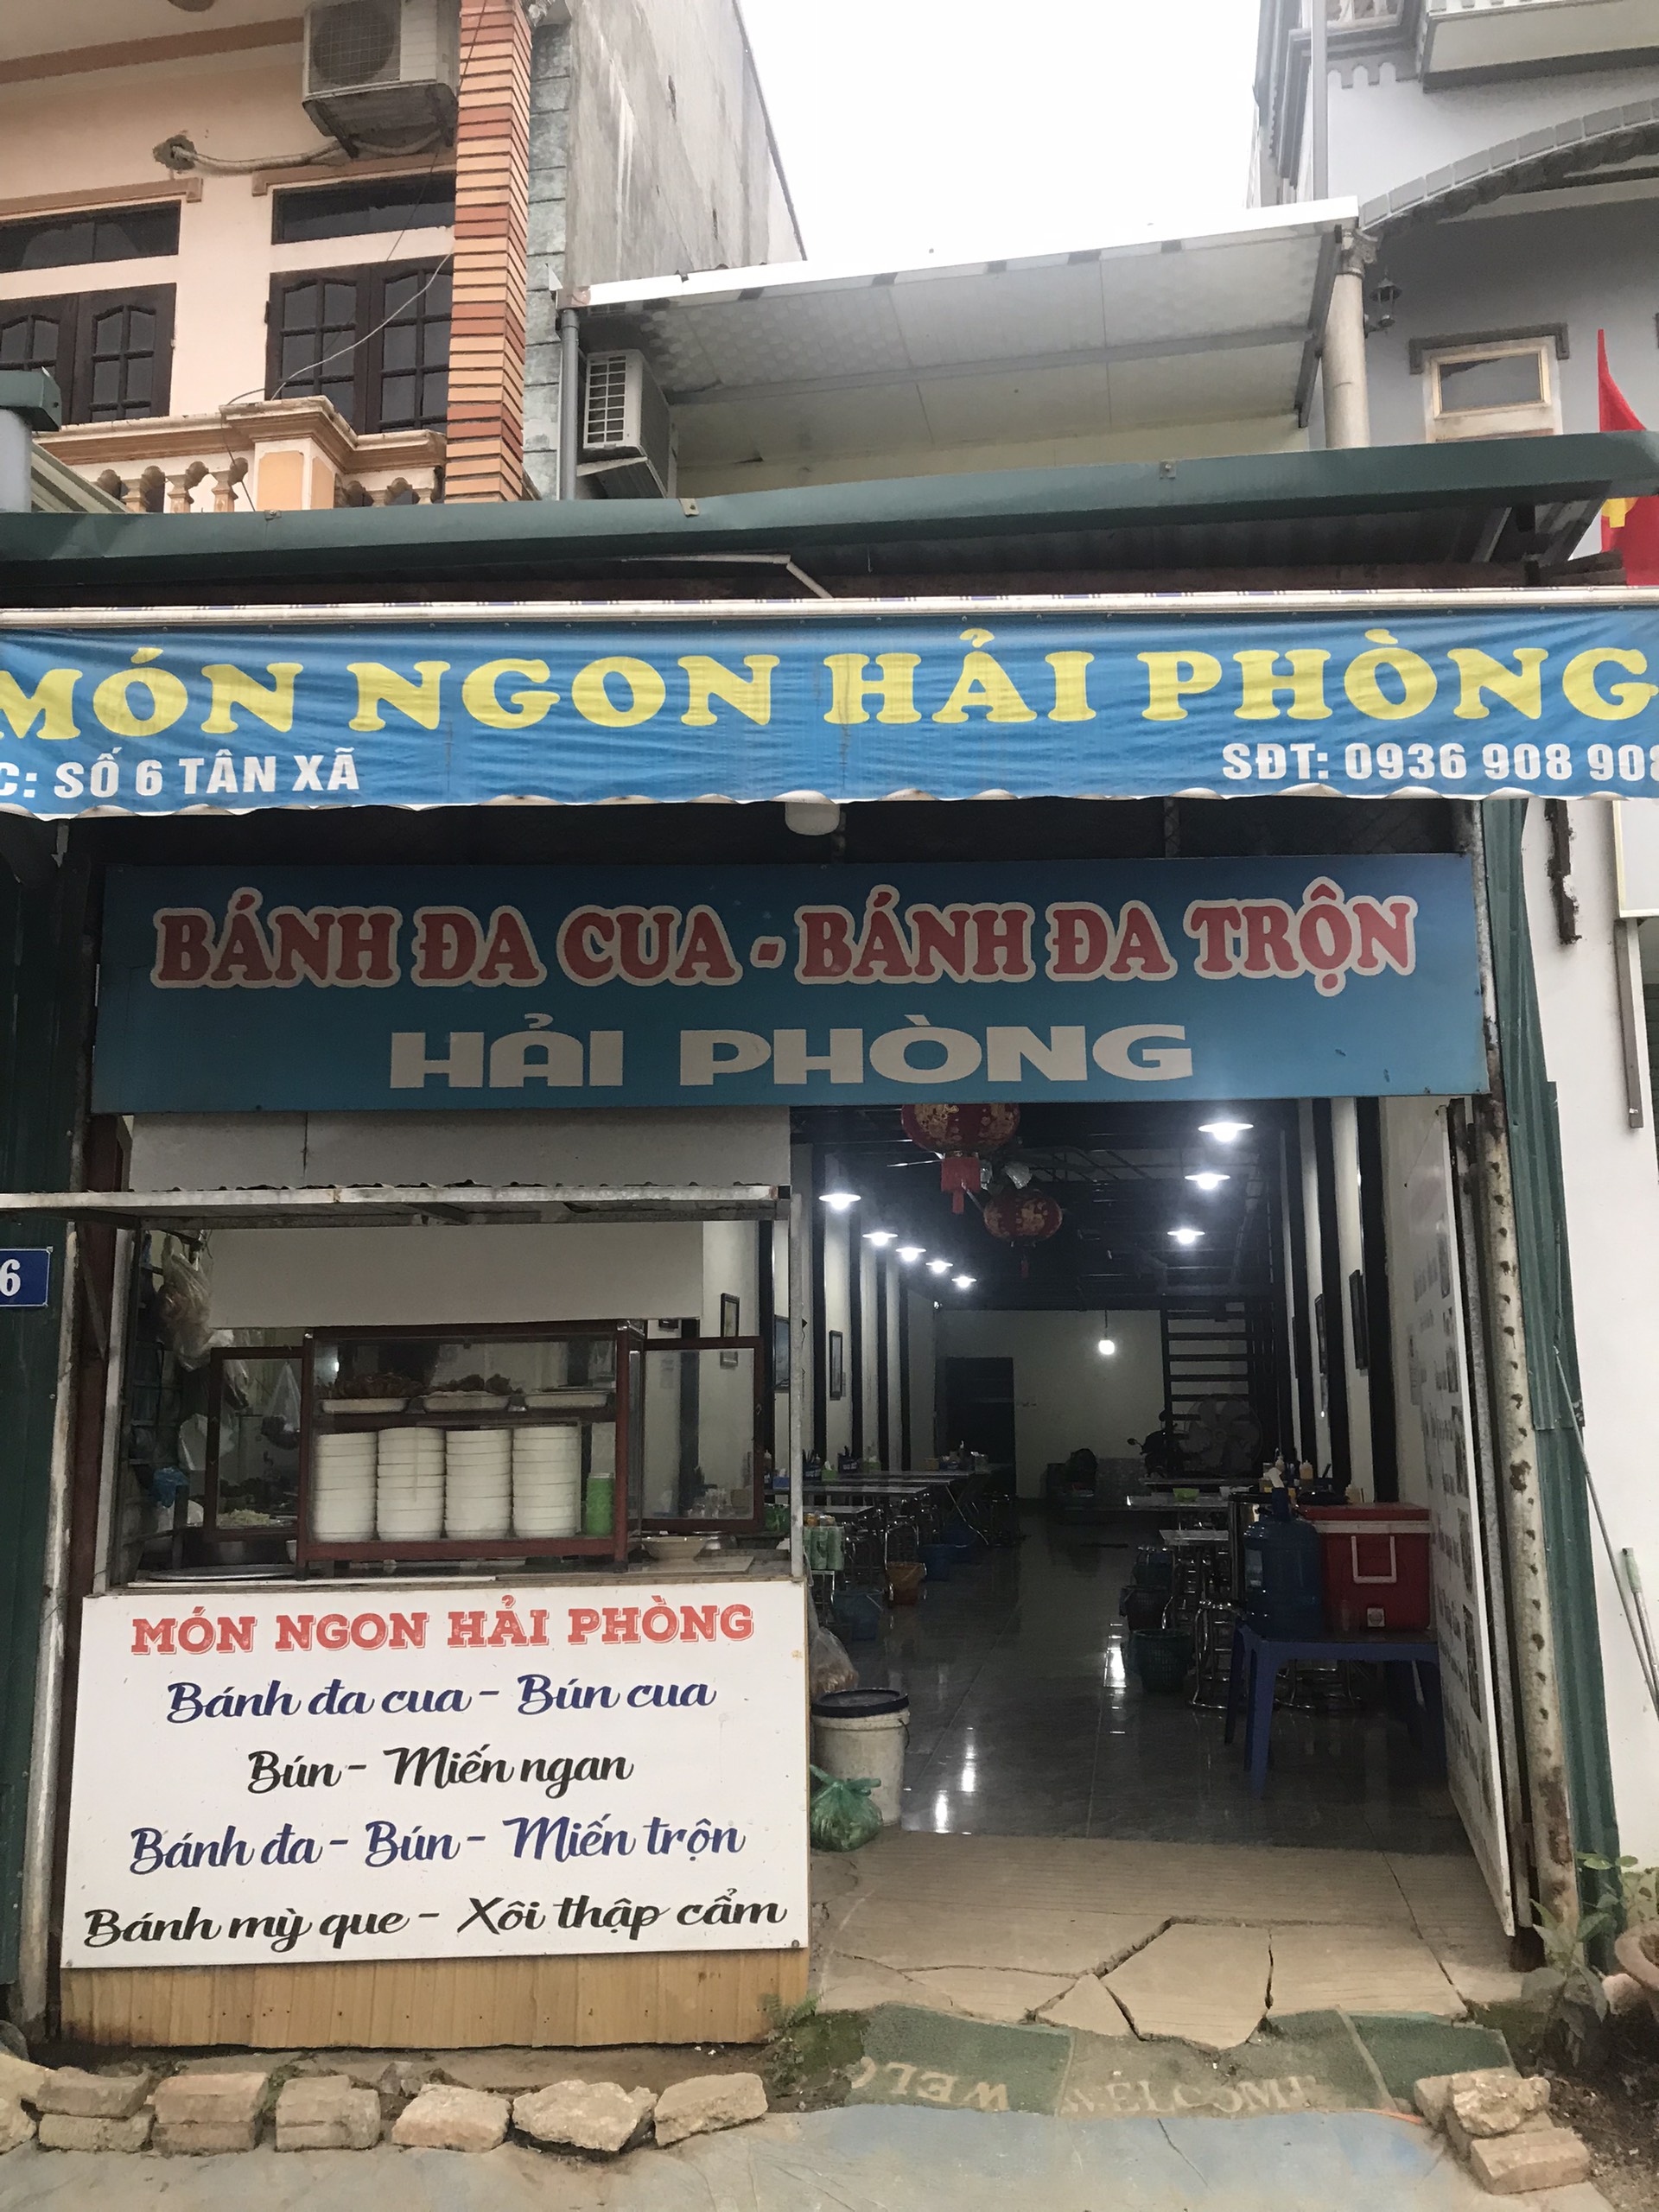 MÓN NGON HẢI PHÒNG
C: SỐ 6 TÂN XÃ
SĐT: 0936 908 908
BÁNH ĐA CUA - BÁNH ĐA TRỘN
HẢI PHÒNG
6
MÓN NGON HẢI PHÒNG
Bánh đa cua - Bún cua
Bún - Miến ngan
Bánh đa - Bún - Miến trộn
Bánh mỳ que - Xôi thập cẩm
WELCOME